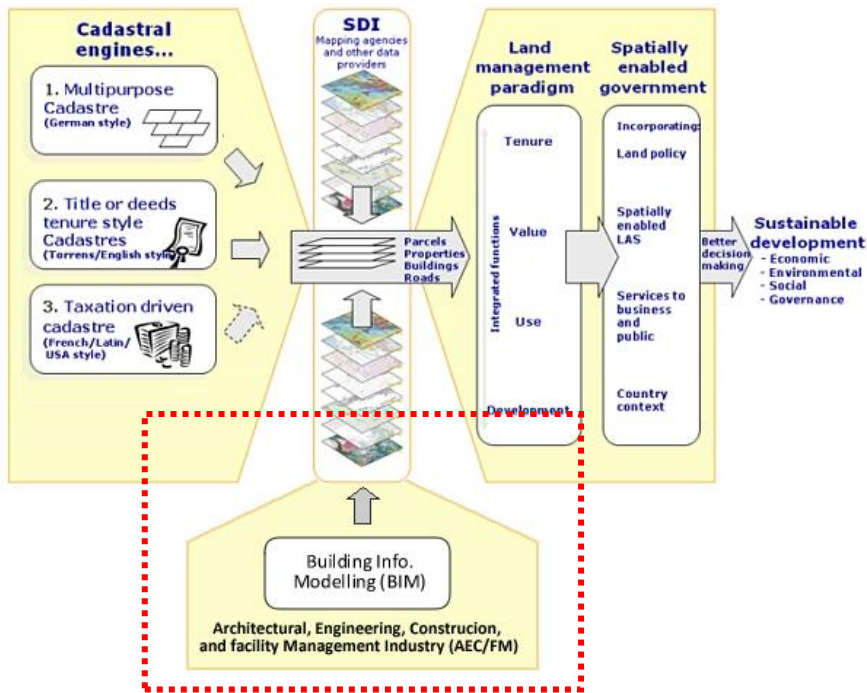 Cadastral
engines...
1. Multipurpose
Cadastre
(German style)
2. Title or deeds
tenure style
Cadastres
(Torrens/English style)
3. Taxation driven
cadastre
(French/Latin/
USA style)
SDI
Mapping agencies
and other data
providers
Parcels
Properties
Buildings
Roads
Land
management
paradigm
Tenure
Value
Use
Development
Integrated functions
Spatially
enabled
government
Incorporating:
Land policy
Spatially
enabled
LAS
Services to
business
and
public
Country
context
Better
decision
making
Sustainable
development
- Economic
- Environmental
- Social
- Governance
Building Info.
Modelling (BIM)
Architectural, Engineering, Construcion,
and facility Management Industry (AEC/FM)